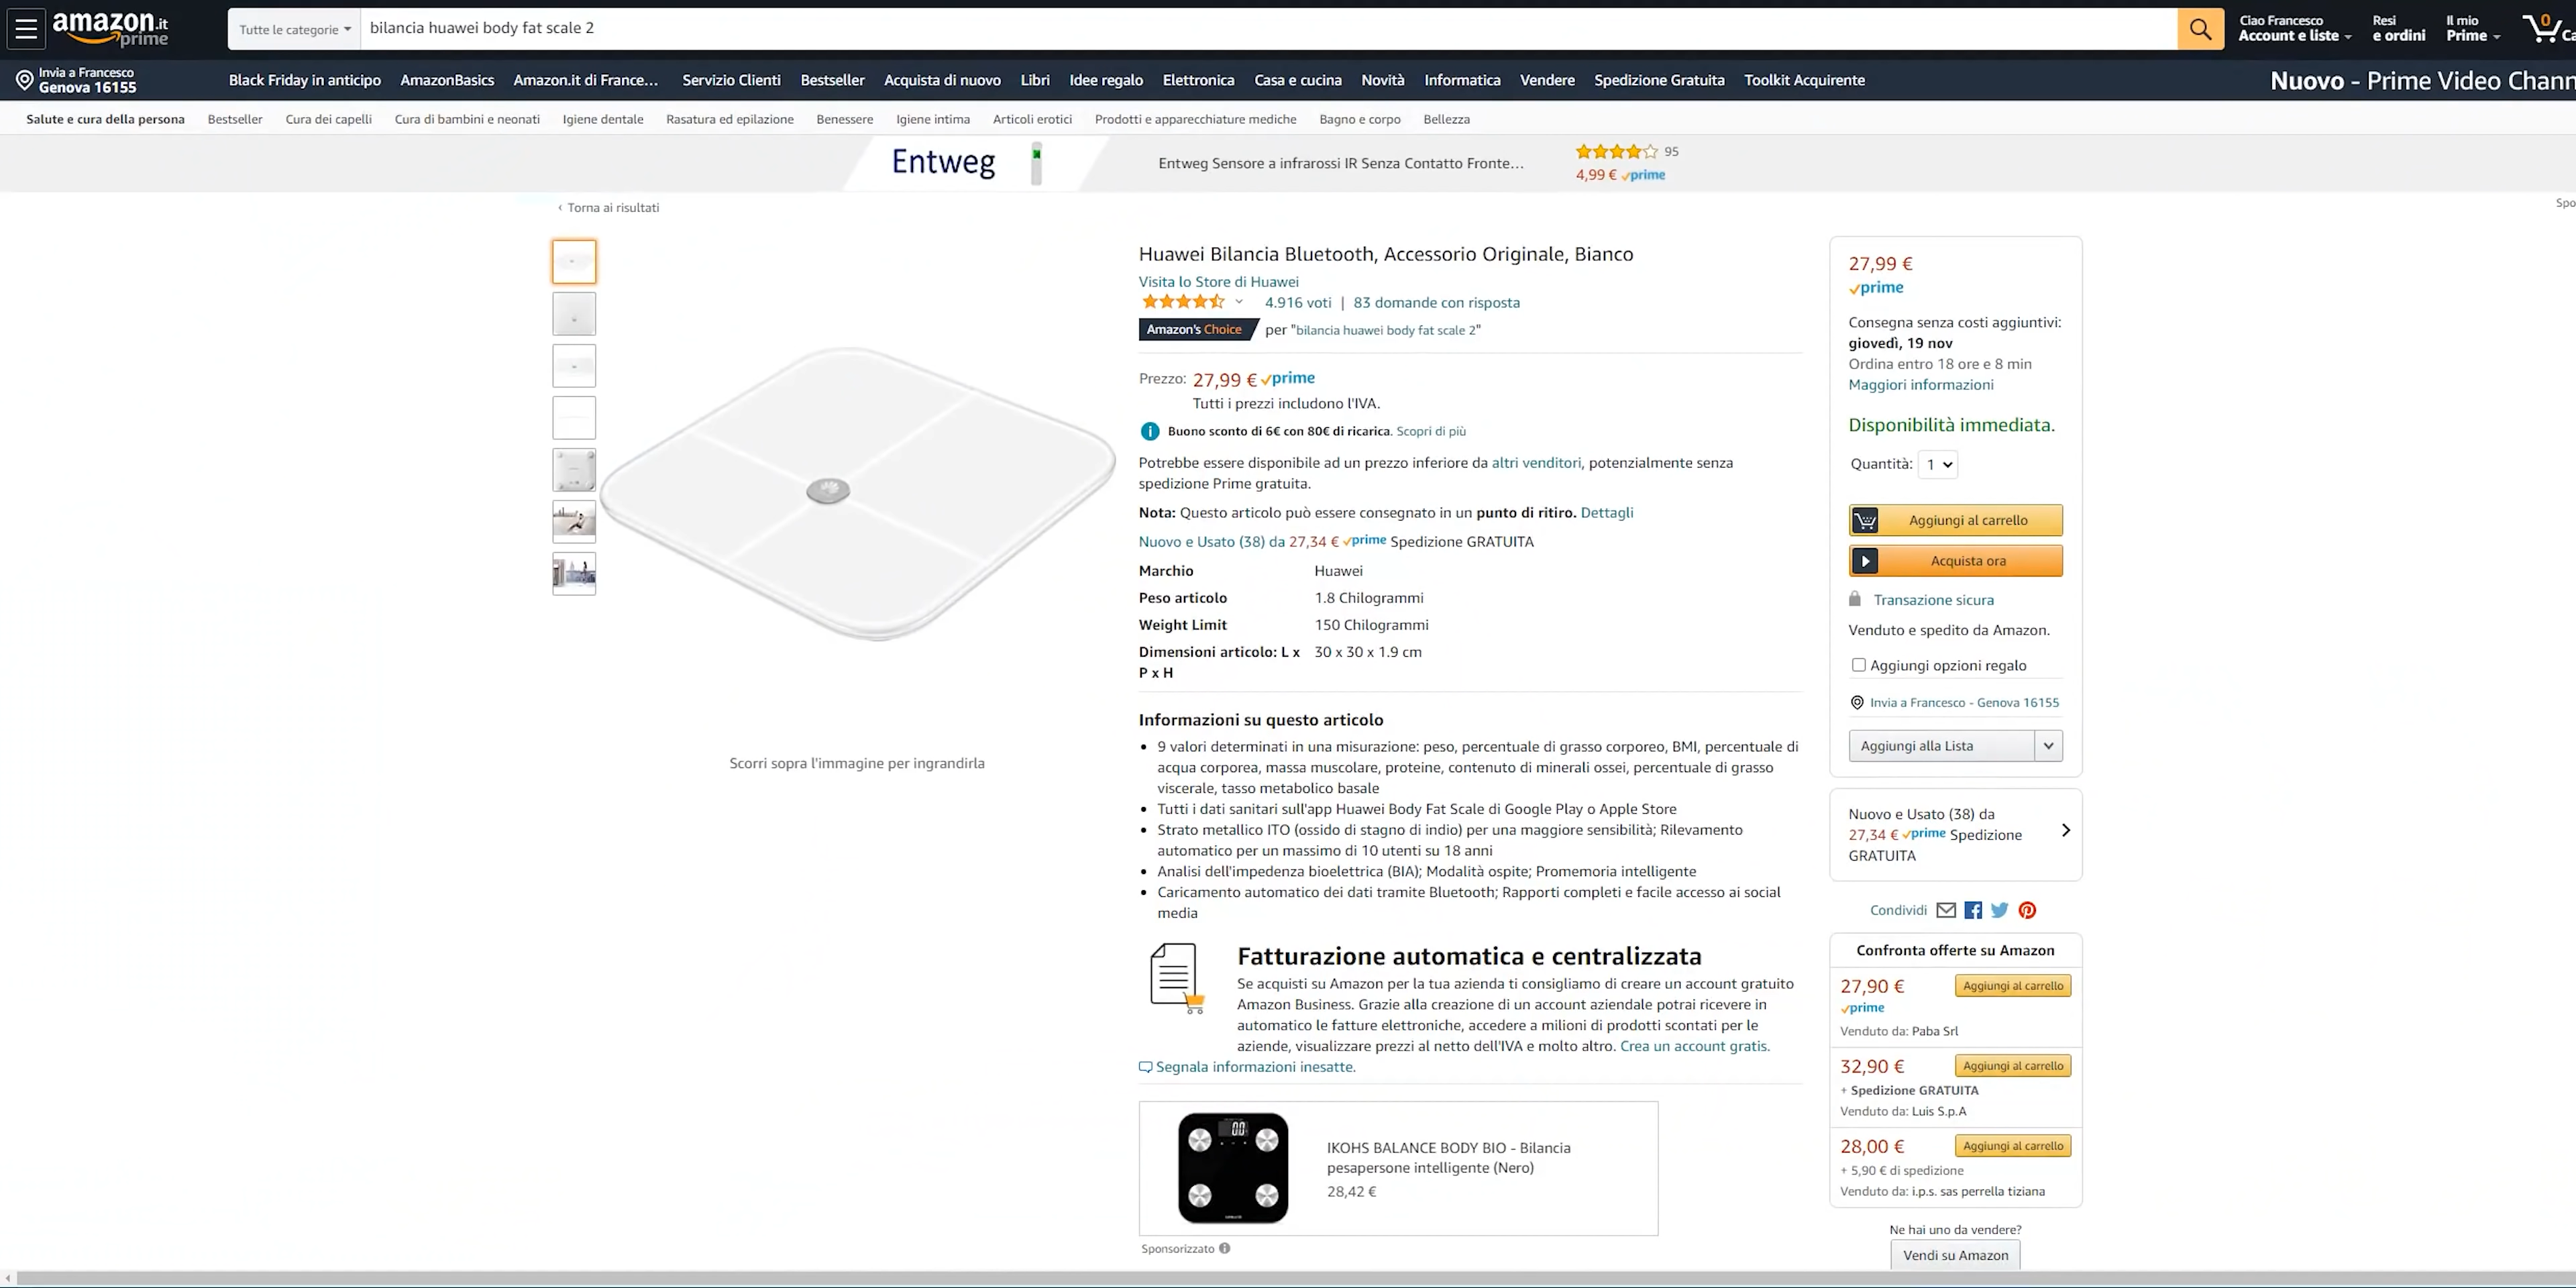 amazon.it
prime
Tutte le categorie
bilancia huawei body fat scale 2
Ciao Francesco
Account e liste
Resi
e ordini
Il mio
Prime
0
Invia a Francesco
Genova 16155
Black Friday in anticipo
AmazonBasics
Amazon.it di France…
Servizio Clienti
Bestseller
Acquista di nuovo
Libri
Idee regalo
Elettronica
Casa e cucina
Novità
Informatica
Vendere
Spedizione Gratuita
Toolkit Acquirente
Nuovo - Prime Video Chann
Salute e cura della persona
Bestseller
Cura dei capelli
Cura di bambini e neonati
Igiene dentale
Rasatura ed epilazione
Benessere
Igiene intima
Articoli erotici
Prodotti e apparecchiature mediche
Bagno e corpo
Bellezza
Entweg
Entweg Sensore a infrarossi IR Senza Contatto Fronte…
95
4,99 € prime
Spo
‹ Torna ai risultati
Scorri sopra l'immagine per ingrandirla
Huawei Bilancia Bluetooth, Accessorio Originale, Bianco
Visita lo Store di Huawei
4.916 voti | 83 domande con risposta
Amazon's Choice per "bilancia huawei body fat scale 2"
Prezzo: 27,99 € prime
Tutti i prezzi includono l'IVA.
Buono sconto di 6€ con 80€ di ricarica. Scopri di più
Potrebbe essere disponibile ad un prezzo inferiore da altri venditori, potenzialmente senza
spedizione Prime gratuita.
Nota: Questo articolo può essere consegnato in un punto di ritiro. Dettagli
Nuovo e Usato (38) da 27,34 € prime Spedizione GRATUITA
Marchio Huawei
Peso articolo 1.8 Chilogrammi
Weight Limit 150 Chilogrammi
Dimensioni articolo: L x 30 x 30 x 1.9 cm
P x H
Informazioni su questo articolo
• 9 valori determinati in una misurazione: peso, percentuale di grasso corporeo, BMI, percentuale di
acqua corporea, massa muscolare, proteine, contenuto di minerali ossei, percentuale di grasso
viscerale, tasso metabolico basale
• Tutti i dati sanitari sull'app Huawei Body Fat Scale di Google Play o Apple Store
• Strato metallico ITO (ossido di stagno di indio) per una maggiore sensibilità; Rilevamento
automatico per un massimo di 10 utenti su 18 anni
• Analisi dell'impedenza bioelettrica (BIA); Modalità ospite; Promemoria intelligente
• Caricamento automatico dei dati tramite Bluetooth; Rapporti completi e facile accesso ai social
media
Fatturazione automatica e centralizzata
Se acquisti su Amazon per la tua azienda ti consigliamo di creare un account gratuito
Amazon Business. Grazie alla creazione di un account aziendale potrai ricevere in
automatico le fatture elettroniche, accedere a milioni di prodotti scontati per le
aziende, visualizzare prezzi al netto dell'IVA e molto altro. Crea un account gratis.
Segnala informazioni inesatte.
0.0
IKOHS BALANCE BODY BIO - Bilancia
pesapersone intelligente (Nero)
28,42 €
Sponsorizzato
27,99 €
prime
Consegna senza costi aggiuntivi:
giovedì, 19 nov
Ordina entro 18 ore e 8 min
Maggiori informazioni
Disponibilità immediata.
Quantità: 1
Aggiungi al carrello
Acquista ora
Transazione sicura
Venduto e spedito da Amazon.
Aggiungi opzioni regalo
Invia a Francesco - Genova 16155
Aggiungi alla Lista
Nuovo e Usato (38) da
27,34 € prime Spedizione
GRATUITA
Condividi
Confronta offerte su Amazon
27,90 € Aggiungi al carrello
prime
Venduto da: Paba Srl
32,90 € Aggiungi al carrello
+ Spedizione GRATUITA
Venduto da: Luis S.p.A
28,00 € Aggiungi al carrello
+ 5,90 € di spedizione
Venduto da: i.p.s. sas perrella tiziana
Ne hai uno da vendere?
Vendi su Amazon